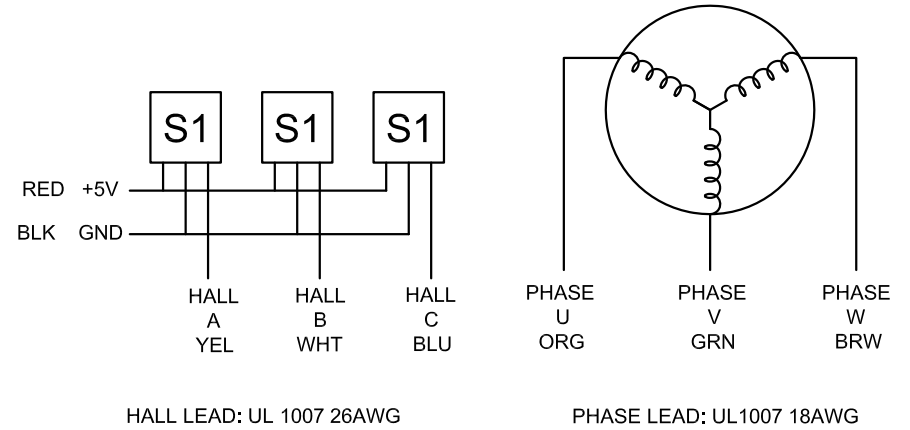 S1 S1 S1
RED +5V
BLK GND
HALL A YEL
HALL B WHT
HALL C BLU
PHASE U ORG
PHASE V GRN
PHASE W BRW
HALL LEAD: UL 1007 26AWG
PHASE LEAD: UL1007 18AWG